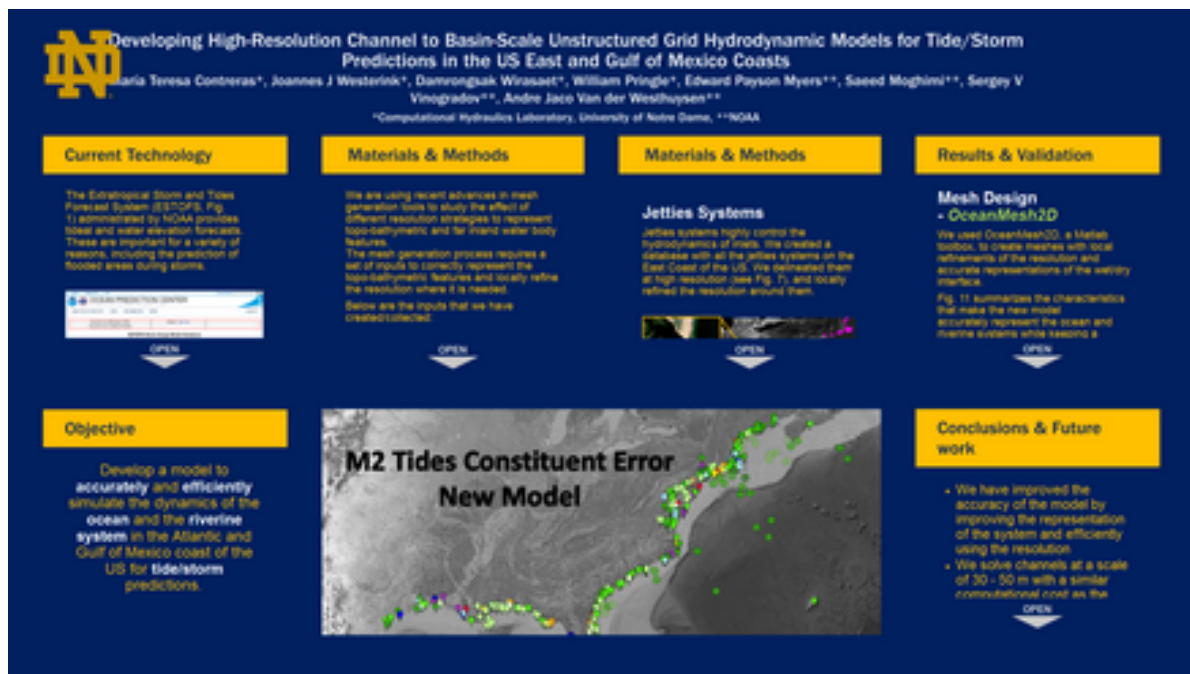 Developing High-Resolution Channel to Basin-Scale Unstructured Grid Hydrodynamic Models for Tide/Storm
Predictions in the US East and Gulf of Mexico Coasts
María Teresa Contreras*, Joannes J Westerink*, Damrongsak Wirasaet*, William Pringle*, Edward Payson Myers**, Saeed Moghimi**, Sergey V
Vinogradov**, Andre Jaco Van der Westhuysen**
*Computational Hydraulics Laboratory, University of Notre Dame, **NOAA
Current Technology
The Extratropical Storm and Tides
Forecast System (ESTOFS, Fig.
1) administrated by NOAA provides
tideal and water elevation forecasts.
These are important for a variety of
reasons, including the prediction of
flooded areas during storms.
OCEAN PREDICTION CENTER
OPEN
Materials & Methods
We are using recent advances in mesh
generation tools to study the effect of
different resolution strategies to represent
topo-bathymetric and far inland water body
features.
The mesh generation process requires a
set of inputs to correctly represent the
topo-bathymetric features and locally refine
the resolution where it is needed.
Below are the inputs that we have
created/collected:
OPEN
Materials & Methods
Jetties Systems
Jetties systems highly control the
hydrodynamics of inlets. We created a
database with all the jetties systems on the
East Coast of the US. We delineated them
at high resolution (see Fig. 7), and locally
refined the resolution around them.
OPEN
Results & Validation
Mesh Design
- OceanMesh2D
We used OceanMesh2D, a Matlab
toolbox, to create meshes with local
refinements of the resolution and
accurate representations of the wet/dry
interface.
Fig. 11 summarizes the characteristics
that make the new model
accurately represent the ocean and
riverine systems while keeping a
OPEN
Objective
Develop a model to
accurately and efficiently
simulate the dynamics of the
ocean and the riverline
system in the Atlantic and
Gulf of Mexico coast of the
US for tide/storm
predictions.
M2 Tides Constituent Error
New Model
Conclusions & Future
work
• We have improved the
accuracy of the model by
improving the representation
of the system and efficiently
using the resolution
• We solve channels at a scale
of 30 - 50 m with a similar
computational cost as the
OPEN